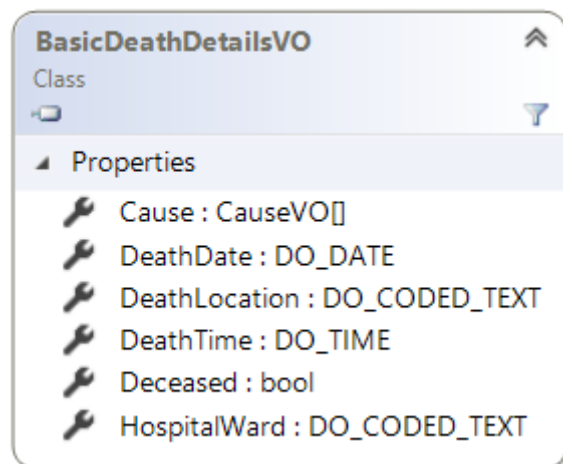 BasicDeathDetailsVO
Class
Properties
Cause : CauseVO[]
DeathDate : DO_DATE
DeathLocation : DO_CODED_TEXT
DeathTime : DO_TIME
Deceased : bool
HospitalWard : DO_CODED_TEXT